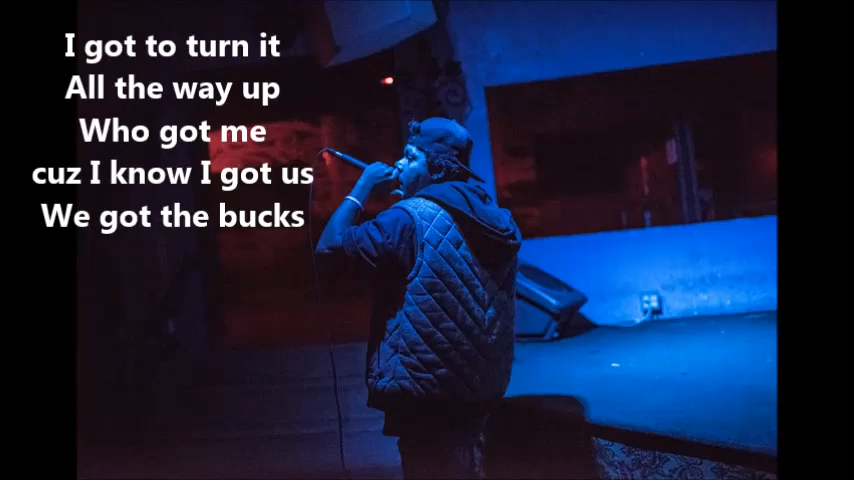 I got to turn it
All the way up
Who got me
cuz I know I got us
We got the bucks